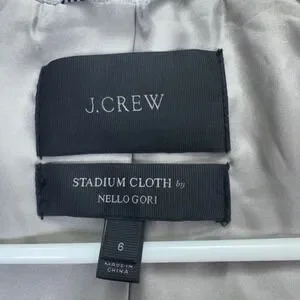 J.CREW
STADIUM CLOTH by
NELLO GORI
6
MADE IN
CHINA